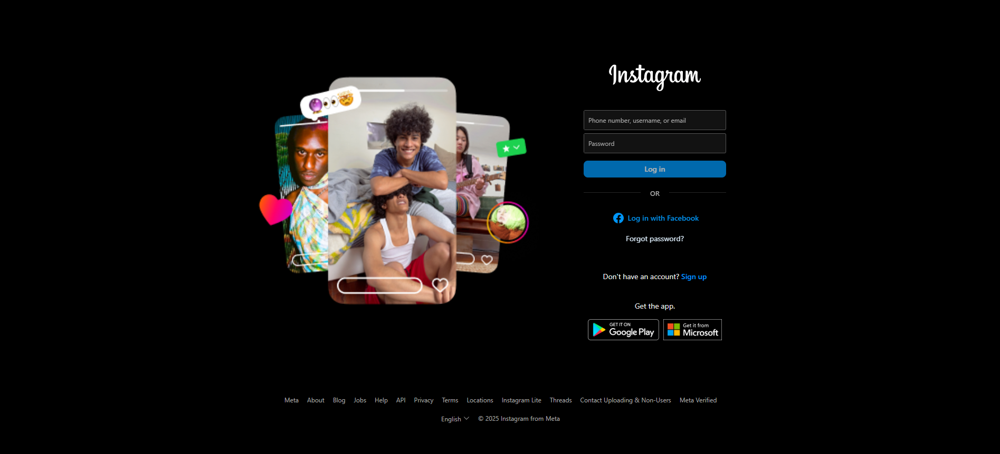 Instagram
Phone number, username, or email
Password
Log in
OR
Log in with Facebook
Forgot password?
Don't have an account? Sign up
Get the app.
GET IT ON
Google Play
Get it from
Microsoft
Meta About Blog Jobs Help API Privacy Terms Locations Instagram Lite Threads Contact Uploading & Non-Users Meta Verified
English © 2025 Instagram from Meta